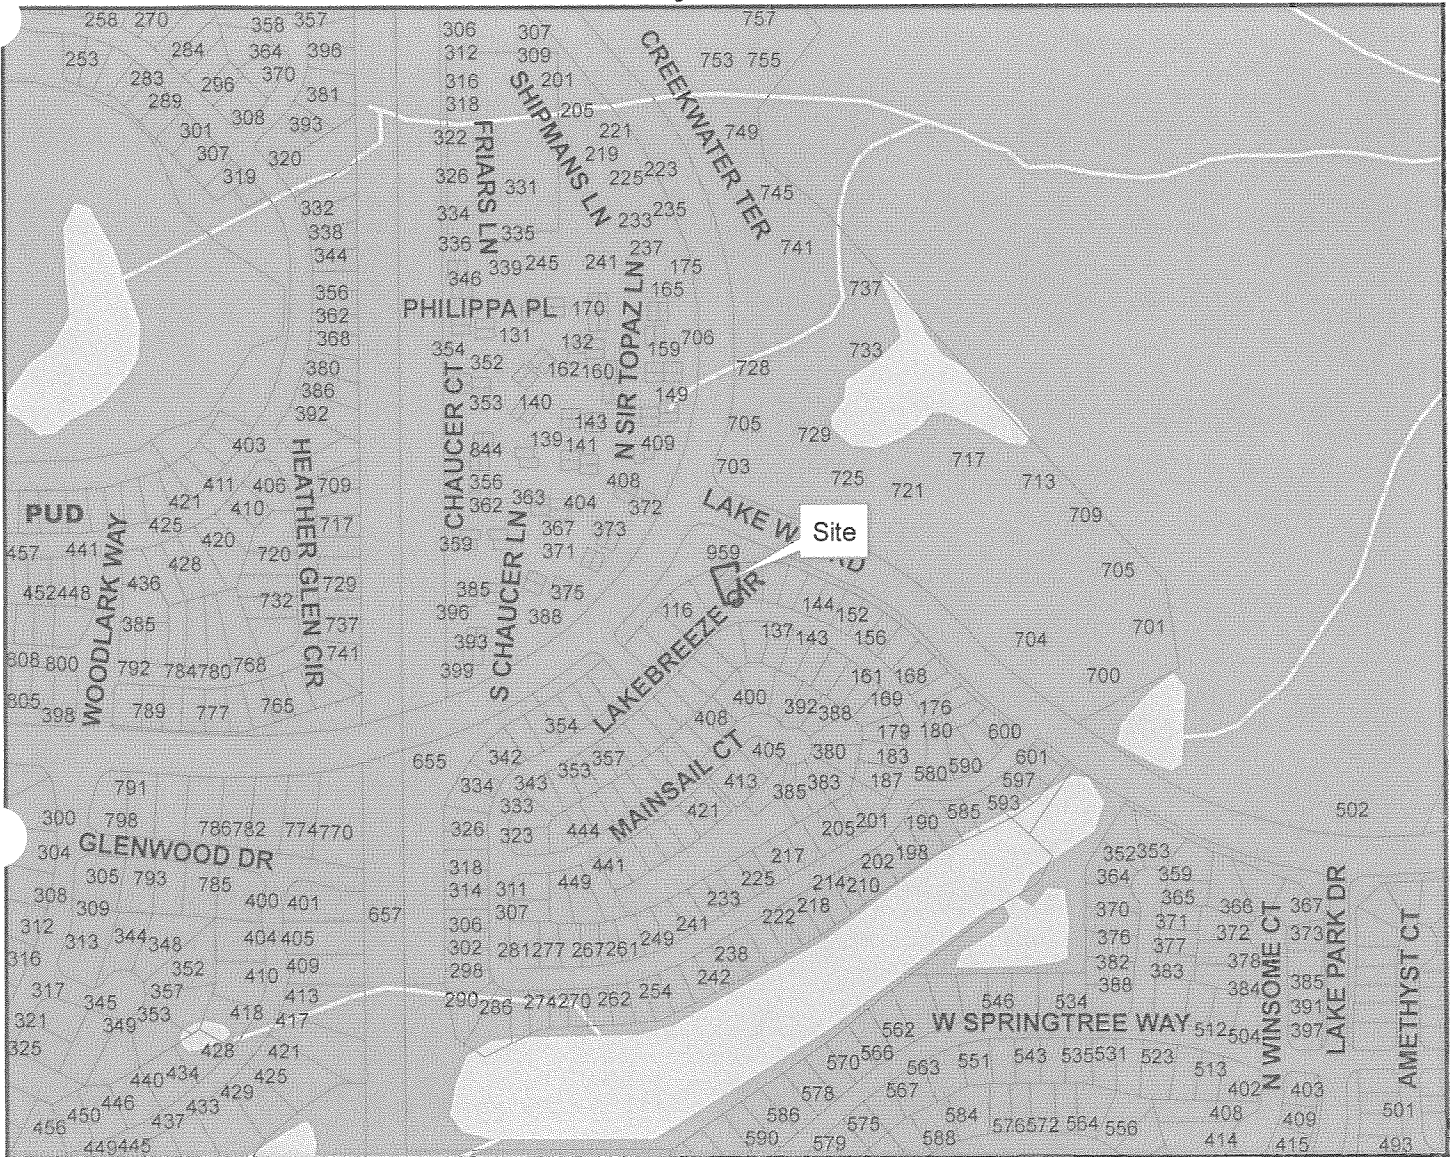 258 270 358 357 306 307 757
253 284 364 396 312 309 753 755
283 296 370 316 201
289 381 318 205
301 308 393 322 221 749
307 320 219
319 326 331 225 223 745
332 334 233 235
338 336 335 237 741
344 346 339 245 241 175
356 165 737
362 170
368 131 132 159 706 733
354 352 162 160 728
380 353 140 149
386
392 143 705 729
403 844 139 141 409
703 717
411 406 709 356 408 725 721 713
421 410 362 363 404 372 709
425 717 367 373
457 441 420 720 359 371 959
428 705
452 448 436 729 385 375
732 396 388 116 144 152 701
385 737 393 137 143 156 704
808 800 792 784 780 768 741 399 161 168 700
305 398 789 777 765 400 392 388 169 176
354 408 179 180 600
655 342 357 405 380 183 601
791 334 343 353 413 383 187 580 590 597
333 385 593
300 798 786 782 774 770 326 323 444 421 205 201 190 585 502
304 318 441 217 202 198 352 353
305 793 785 314 311 449 225 214 210 364 359
308 309 400 401 307 233 218 365 366 367
312 657 306 241 222 370 371
313 344 348 404 405 302 281 277 267 261 249 376 377 372 373
316 352 410 409 298 238 382 383 378
317 345 357 413 290 286 274 270 262 254 242 388 384 385
353 418 546 534 391
321 349 417 562 512 504 397
325 428 421 570 566 563 551 543 535 531 523 513
440 434 425 578 567 402 403
450 446 433 429 586 575 584 408 409 501
456 437 590 579 588 576 572 564 556 414 415 493
449 445
CREEKWATER TER
SHIPMANS LN
FRIARS LN
PHILIPPA PL
N SIR TOPAZ LN
CHAUCER CT
HEATHER GLEN CIR
PUD
WOODLARK WAY
S CHAUCER LN
Site
LAKEBREEZE CIR
MAINSAIL CT
GLENWOOD DR
W SPRINGTREE WAY
N WINSOME CT
LAKE PARK DR
AMETHYST CT